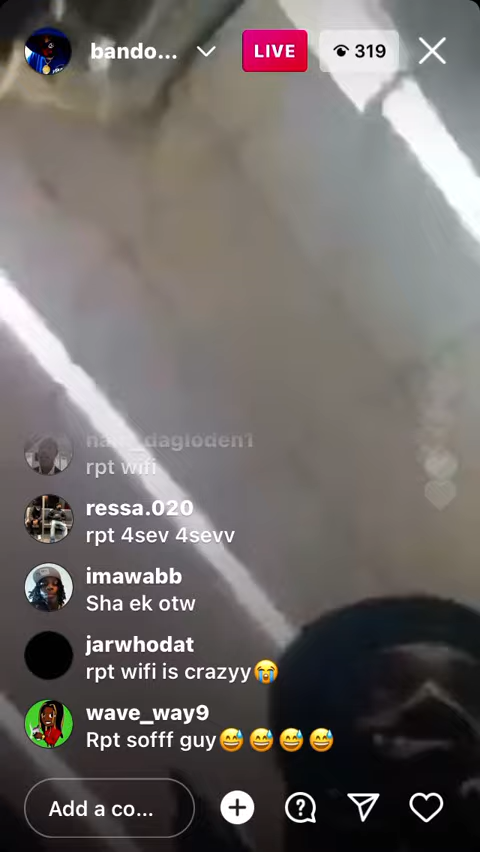 bando...
LIVE
319
rpt wifi
ressa.020
rpt 4sev 4sevv
imawabb
Sha ek otw
jarwhodat
rpt wifi is crazyy😭
wave_way9
Rpt sofff guy😅😅😅😅
Add a co...